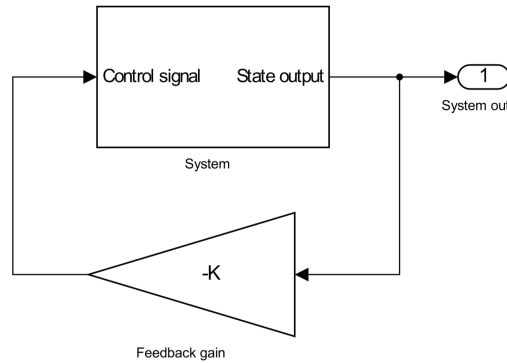 Control signal
State output
1
System out
System
-K
Feedback gain